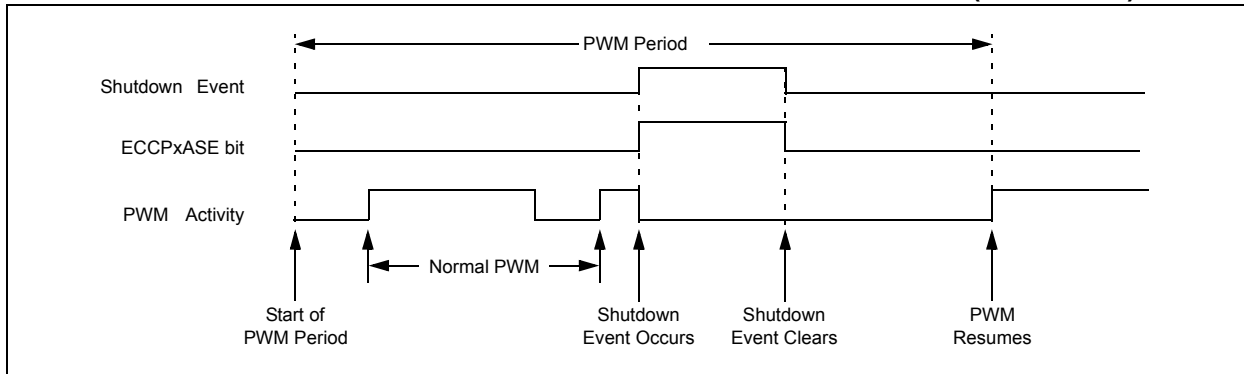 PWM Period
Shutdown Event
ECCPxASE bit
PWM Activity
Normal PWM
Start of
PWM Period
Shutdown
Event Occurs
Shutdown
Event Clears
PWM
Resumes